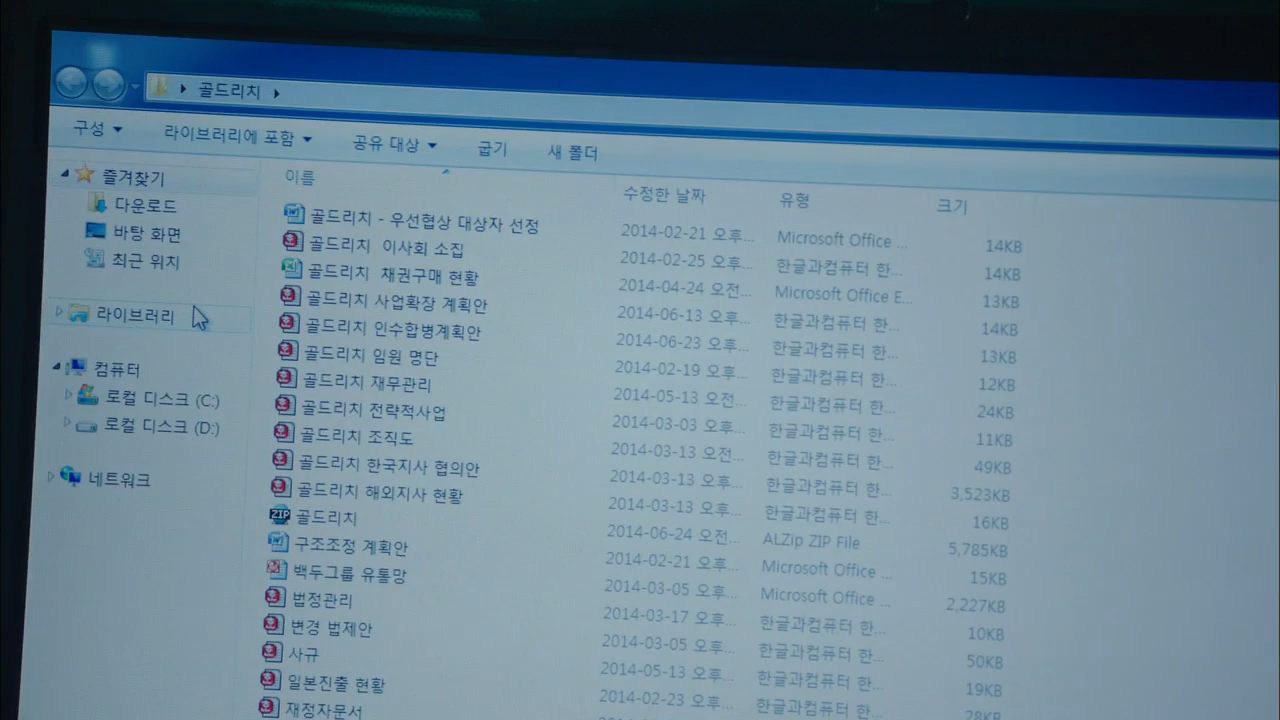 골드리치
구성 라이브러리에 포함 공유 대상 굽기 새 폴더
즐겨찾기
다운로드
바탕 화면
최근 위치
라이브러리
컴퓨터
로컬 디스크 (C:)
로컬 디스크 (D:)
네트워크
이름 수정한 날짜 유형 크기
골드리치 - 우선협상 대상자 선정 2014-02-21 오후... Microsoft Office ... 14KB
골드리치 이사회 소집 2014-02-25 오후... 한글과컴퓨터 한... 14KB
골드리치 채권구매 현황 2014-04-24 오전... Microsoft Office E... 13KB
골드리치 사업확장 계획안 2014-06-13 오후... 한글과컴퓨터 한... 14KB
골드리치 인수합병계획안 2014-06-23 오후... 한글과컴퓨터 한... 13KB
골드리치 임원 명단 2014-02-19 오후... 한글과컴퓨터 한... 12KB
골드리치 재무관리 2014-05-13 오전... 한글과컴퓨터 한... 24KB
골드리치 전략적사업 2014-03-03 오후... 한글과컴퓨터 한... 11KB
골드리치 조직도 2014-03-13 오전... 한글과컴퓨터 한... 49KB
골드리치 한국지사 협의안 2014-03-13 오후... 한글과컴퓨터 한... 3,523KB
골드리치 해외지사 현황 2014-03-13 오후... 한글과컴퓨터 한... 16KB
ZIP 골드리치 2014-06-24 오전... ALZip ZIP File 5,785KB
구조조정 계획안 2014-02-21 오후... Microsoft Office ... 15KB
백두그룹 유통망 2014-03-05 오후... Microsoft Office ... 2,227KB
법정관리 2014-03-17 오후... 한글과컴퓨터 한... 10KB
변경 법제안 2014-03-05 오후... 한글과컴퓨터 한... 50KB
사규 2014-05-13 오후... 한글과컴퓨터 한... 19KB
일본진출 현황 2014-02-23 오후... 한글과컴퓨터 한... 28KB
재정자문서